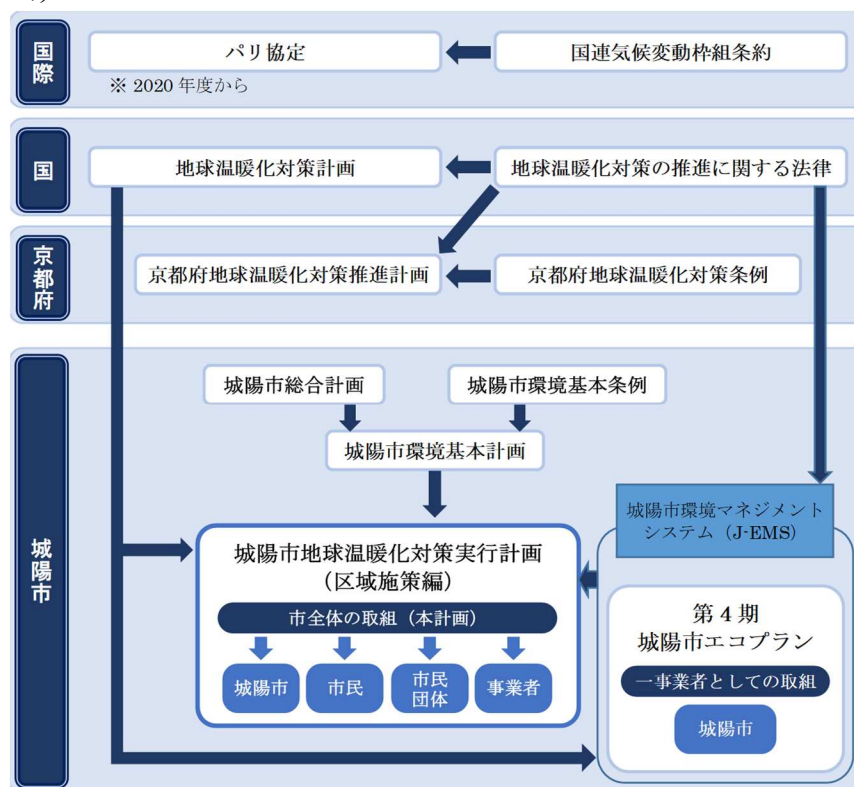 国際
パリ協定
国連気候変動枠組条約
※ 2020 年度から
国
地球温暖化対策計画
地球温暖化対策の推進に関する法律
京都府
京都府地球温暖化対策推進計画
京都府地球温暖化対策条例
城陽市
城陽市総合計画
城陽市環境基本条例
城陽市環境基本計画
城陽市環境マネジメント
システム（J-EMS）
城陽市地球温暖化対策実行計画
（区域施策編）
市全体の取組（本計画）
城陽市
市民
市民
団体
事業者
第４期
城陽市エコプラン
一事業者としての取組
城陽市